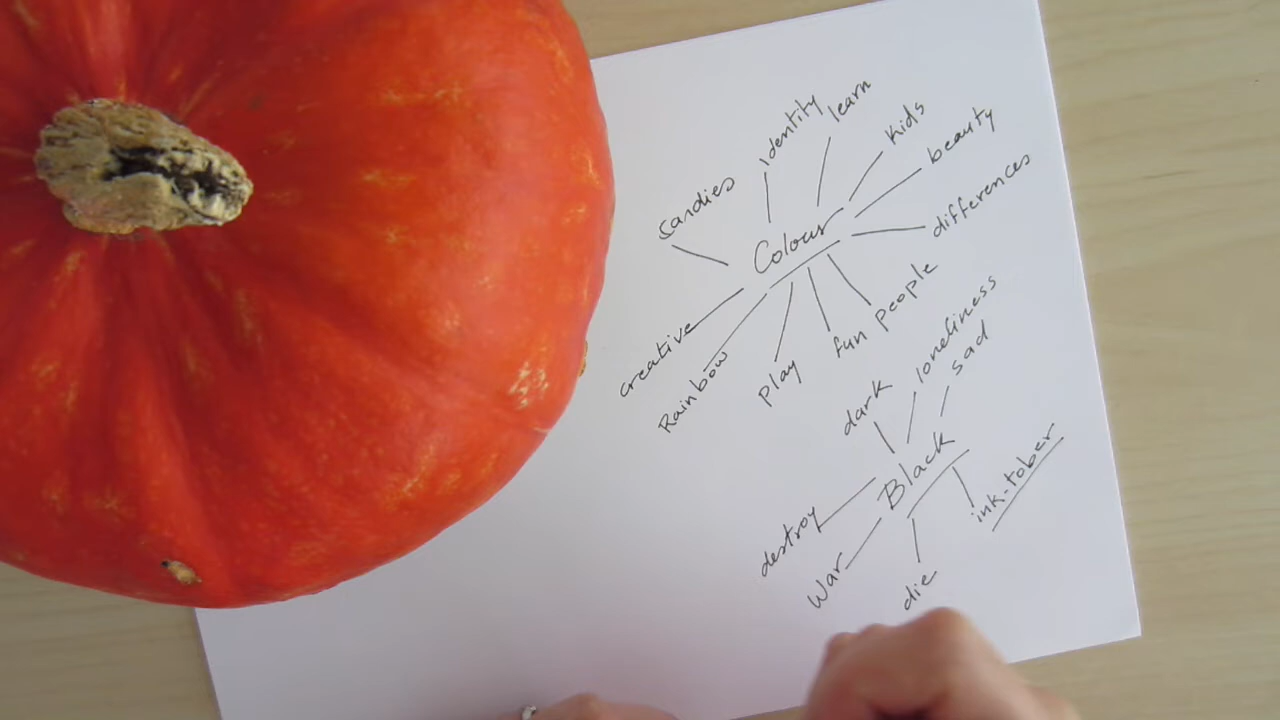 candies
identity
learn
kids
beauty
differences
Colour
creative
Rainbow
play
fun people
dark
loneliness
sad
Black
destroy
War
die
ink-tober